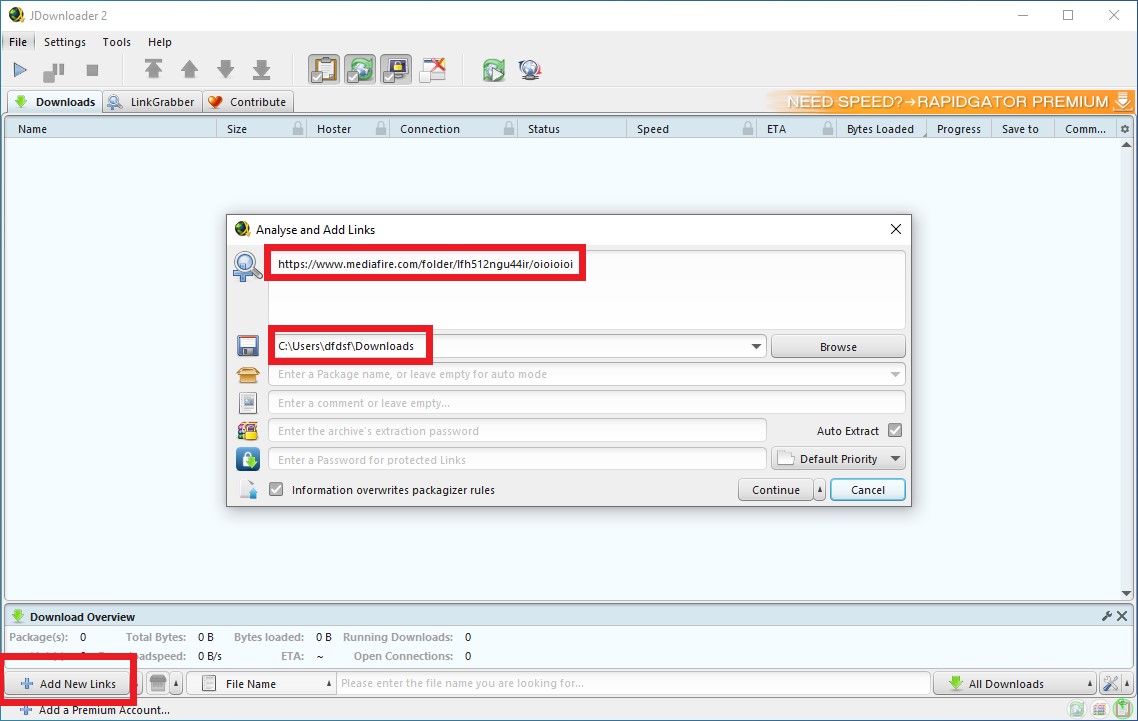 JDownloader 2
File Settings Tools Help
Downloads LinkGrabber Contribute NEED SPEED?→RAPIDGATOR PREMIUM
Name Size Hoster Connection Status Speed ETA Bytes Loaded Progress Save to Comm...
Analyse and Add Links
https://www.mediafire.com/folder/lfh512ngu44ir/oioioioi
C:\Users\dfdsf\Downloads Browse
Enter a Package name, or leave empty for auto mode
Enter a comment or leave empty...
Enter the archive's extraction password Auto Extract
Enter a Password for protected Links Default Priority
Information overwrites packagizer rules Continue Cancel
Download Overview
Package(s): 0 Total Bytes: 0 B Bytes loaded: 0 B Running Downloads: 0
0 B/s ETA: ~ Open Connections: 0
Add New Links File Name Please enter the file name you are looking for... All Downloads
Add a Premium Account...